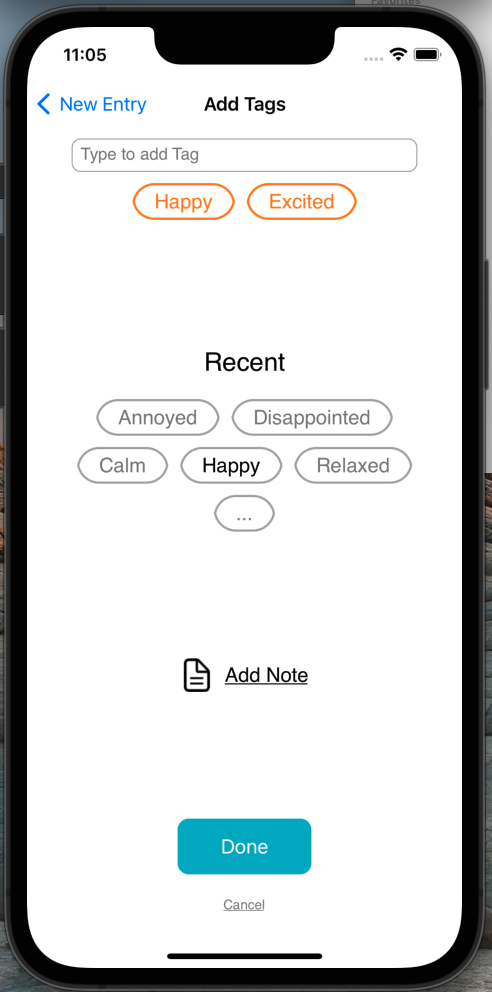 Favorites
11:05
New Entry Add Tags
Type to add Tag
Happy Excited
Recent
Annoyed Disappointed
Calm Happy Relaxed
...
Add Note
Done
Cancel